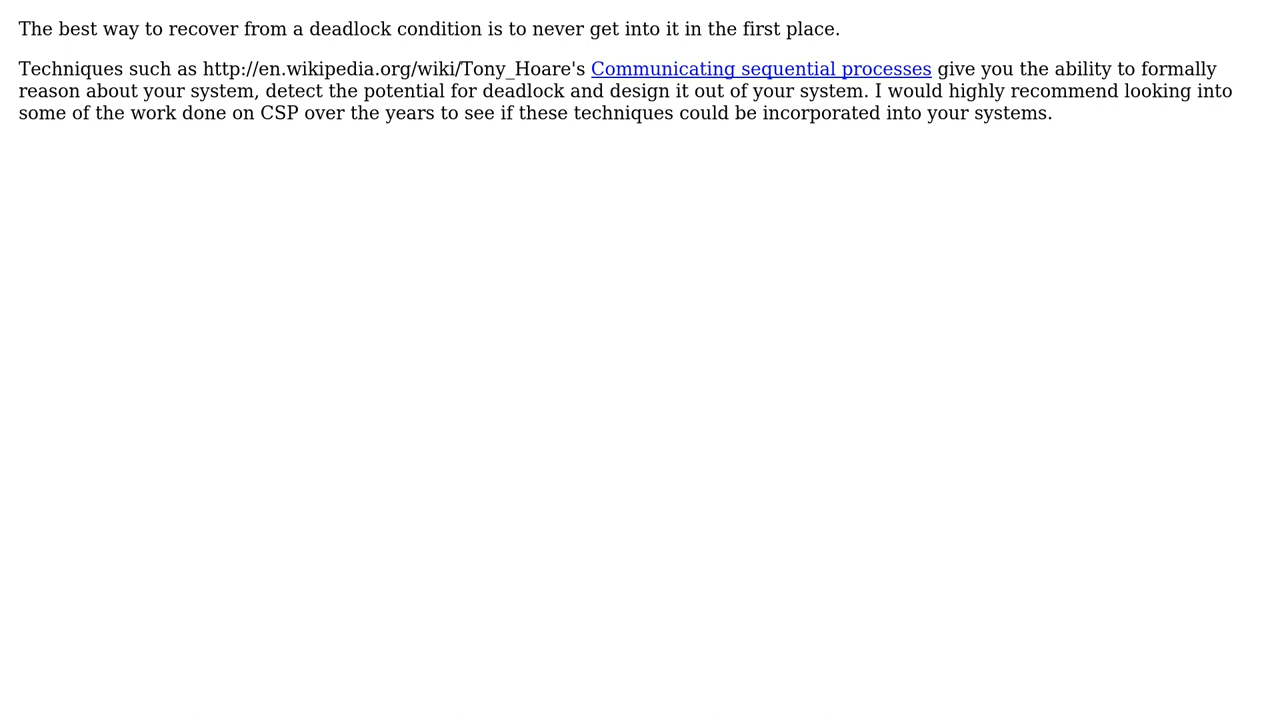 The best way to recover from a deadlock condition is to never get into it in the first place.
Techniques such as http://en.wikipedia.org/wiki/Tony_Hoare's Communicating sequential processes give you the ability to formally
reason about your system, detect the potential for deadlock and design it out of your system. I would highly recommend looking into
some of the work done on CSP over the years to see if these techniques could be incorporated into your systems.